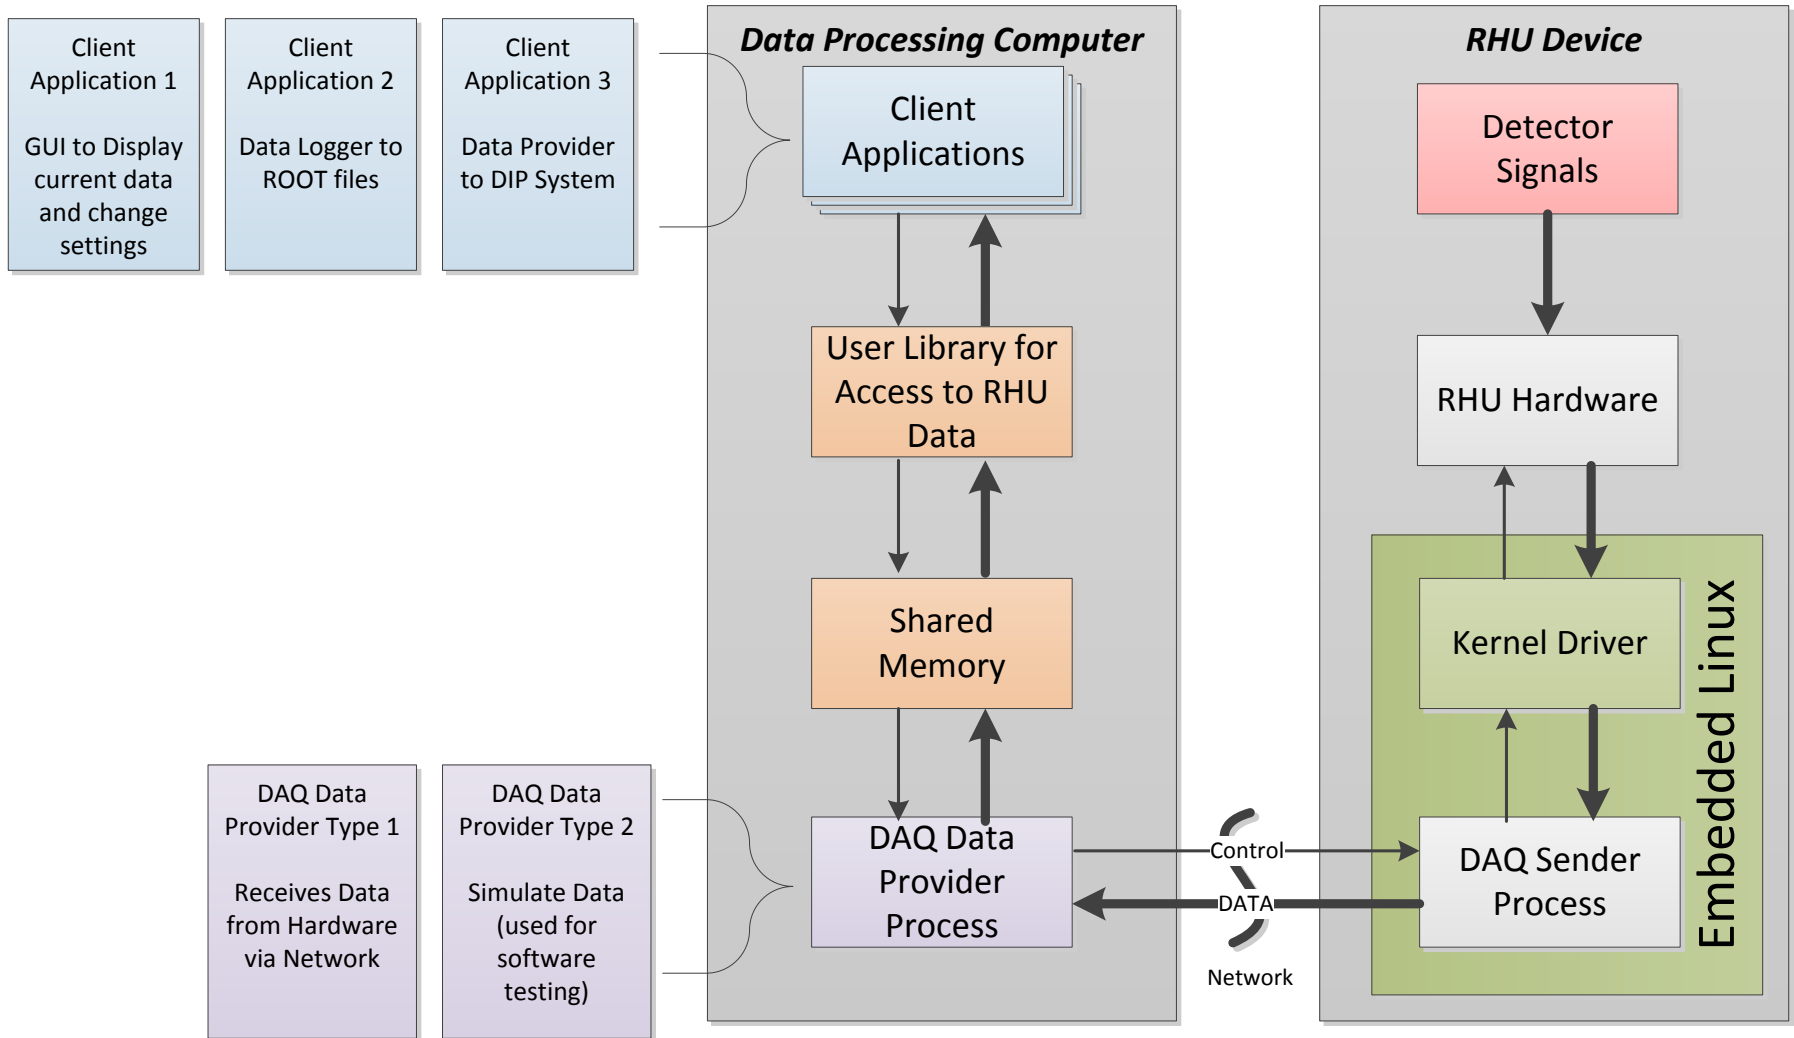 Client
Application 1
GUI to Display
current data
and change
settings
Client
Application 2
Data Logger to
ROOT files
Client
Application 3
Data Provider
to DIP System
Data Processing Computer
Client
Applications
User Library for
Access to RHU
Data
Shared
Memory
DAQ Data
Provider
Process
DAQ Data
Provider Type 1
Receives Data
from Hardware
via Network
DAQ Data
Provider Type 2
Simulate Data
(used for
software
testing)
Control
DATA
Network
RHU Device
Detector
Signals
RHU Hardware
Kernel Driver
DAQ Sender
Process
Embedded Linux